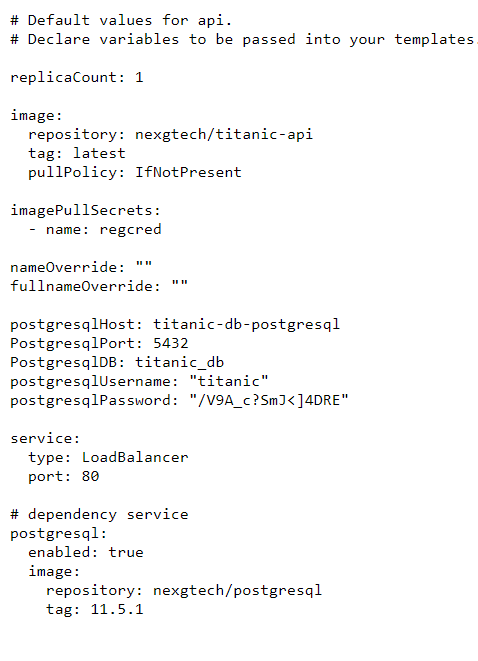 # Default values for api.
# Declare variables to be passed into your templates.
replicaCount: 1
image:
  repository: nexgtech/titanic-api
  tag: latest
  pullPolicy: IfNotPresent
imagePullSecrets:
  - name: regcred
nameOverride: ""
fullnameOverride: ""
postgresqlHost: titanic-db-postgresql
PostgresqlPort: 5432
PostgresqlDB: titanic_db
postgresqlUsername: "titanic"
postgresqlPassword: "/V9A_c?SmJ<]4DRE"
service:
  type: LoadBalancer
  port: 80
# dependency service
postgresql:
  enabled: true
  image:
    repository: nexgtech/postgresql
    tag: 11.5.1